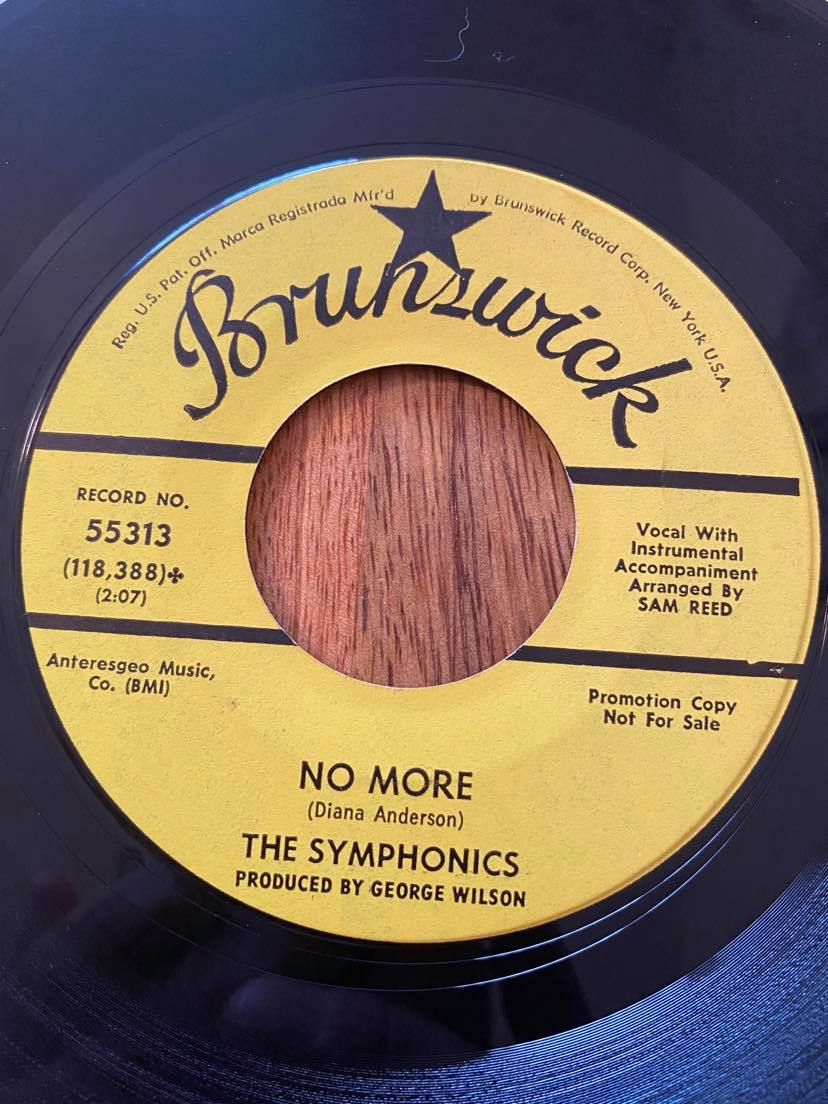 Reg. U.S. Pat. Off. Marca Registrada Mfr'd by Brunswick Record Corp. New York U.S.A.
Brunswick
RECORD NO.
55313
(118,388)✤
(2:07)
Vocal With
Instrumental
Accompaniment
Arranged By
SAM REED
Anteresgeo Music,
Co. (BMI)
Promotion Copy
Not For Sale
NO MORE
(Diana Anderson)
THE SYMPHONICS
PRODUCED BY GEORGE WILSON